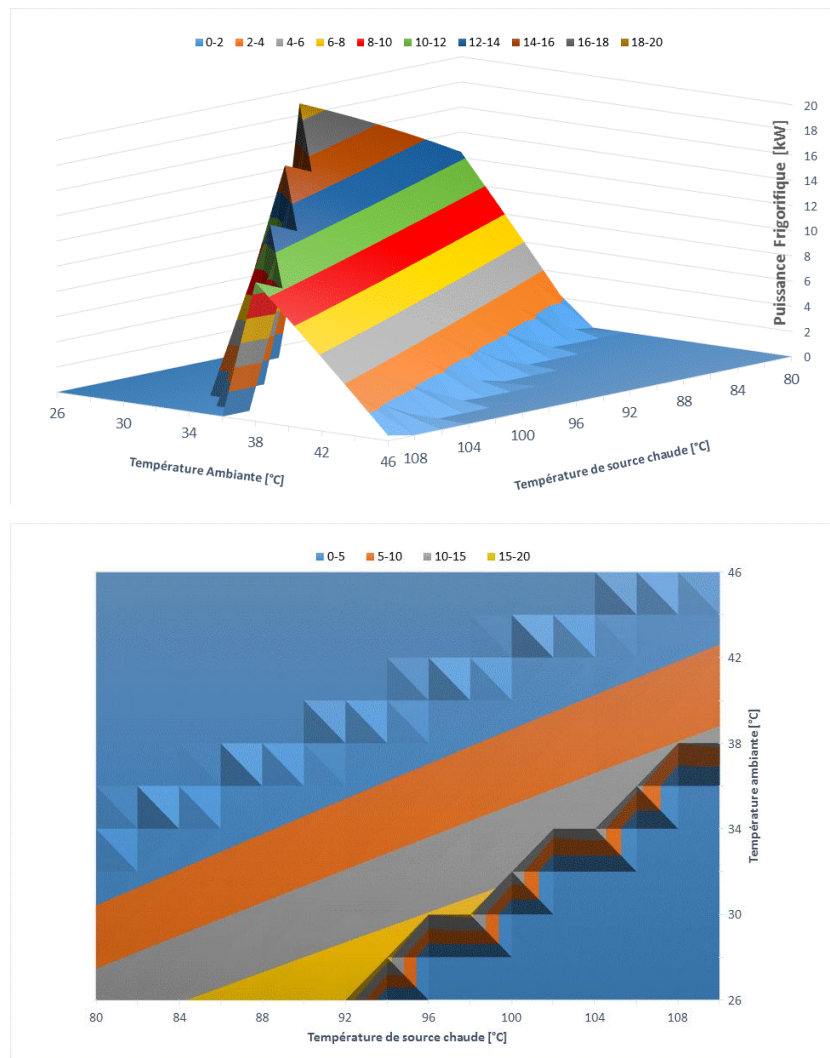 0-2 2-4 4-6 6-8 8-10 10-12 12-14 14-16 16-18 18-20
20
18
16
14
12
10
8
6
4
2
0
Puissance Frigorifique [kW]
26 30 34 38 42 46
Température Ambiante [°C]
108 104 100 96 92 88 84 80
Température de source chaude [°C]
0-5 5-10 10-15 15-20
46
42
38
34
30
26
Température ambiante [°C]
80 84 88 92 96 100 104 108
Température de source chaude [°C]